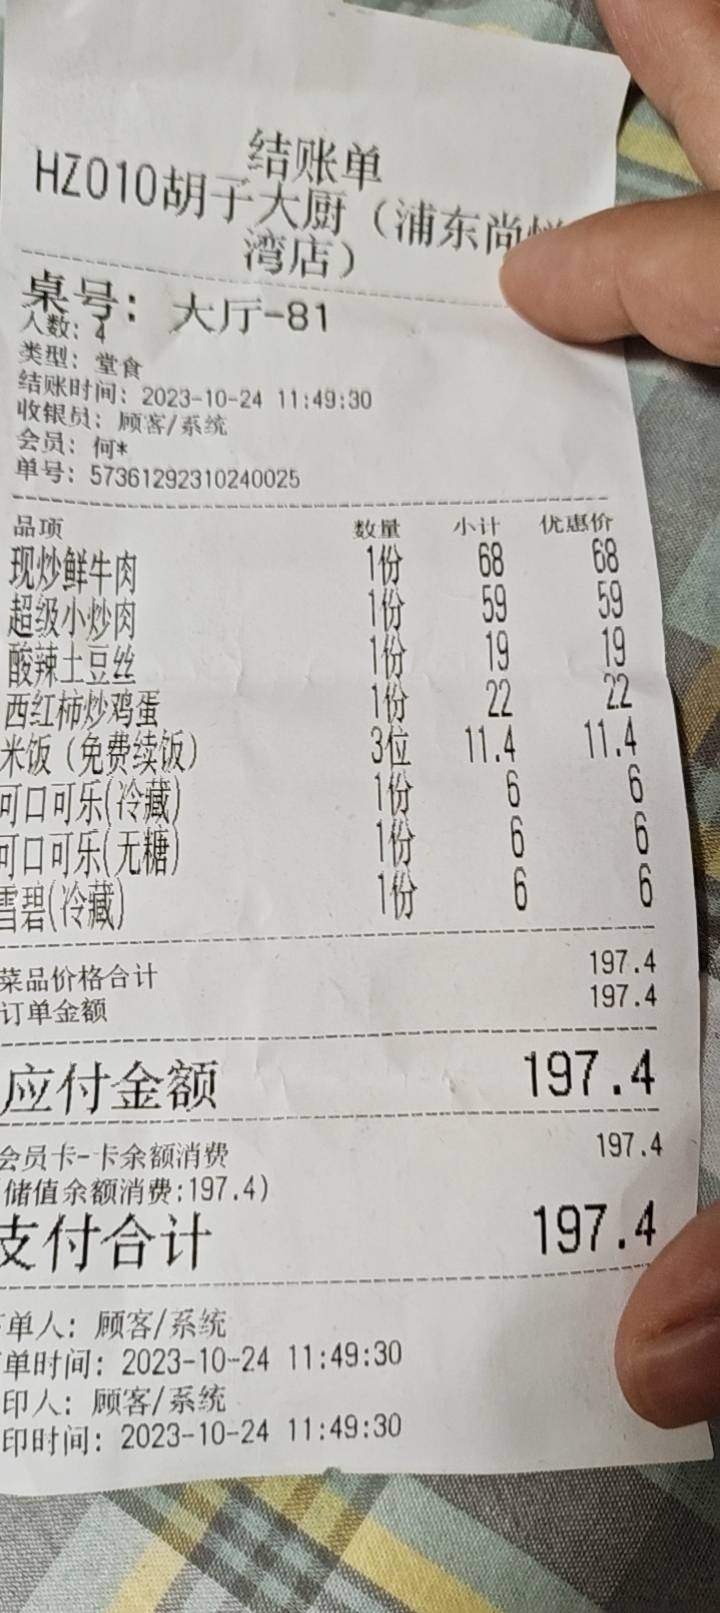 结账单
HZ010胡子大厨（浦东尚
湾店）
桌号: 大厅-81
人数: 4
类型: 堂食
结账时间: 2023-10-24 11:49:30
收银员: 顾客/系统
会员: 何*
单号: 57361292310240025
品项 数量 小计 优惠价
现炒鲜牛肉 1份 68 68
超级小炒肉 1份 59 59
酸辣土豆丝 1份 19 19
西红柿炒鸡蛋 1份 22 22
米饭（免费续饭） 3位 11.4 11.4
可口可乐(冷藏) 1份 6 6
可口可乐(无糖) 1份 6 6
雪碧(冷藏) 1份 6 6
菜品价格合计 197.4
订单金额 197.4
应付金额 197.4
会员卡-卡余额消费 197.4
储值余额消费:197.4)
支付合计 197.4
单人: 顾客/系统
单时间: 2023-10-24 11:49:30
印人: 顾客/系统
印时间: 2023-10-24 11:49:30